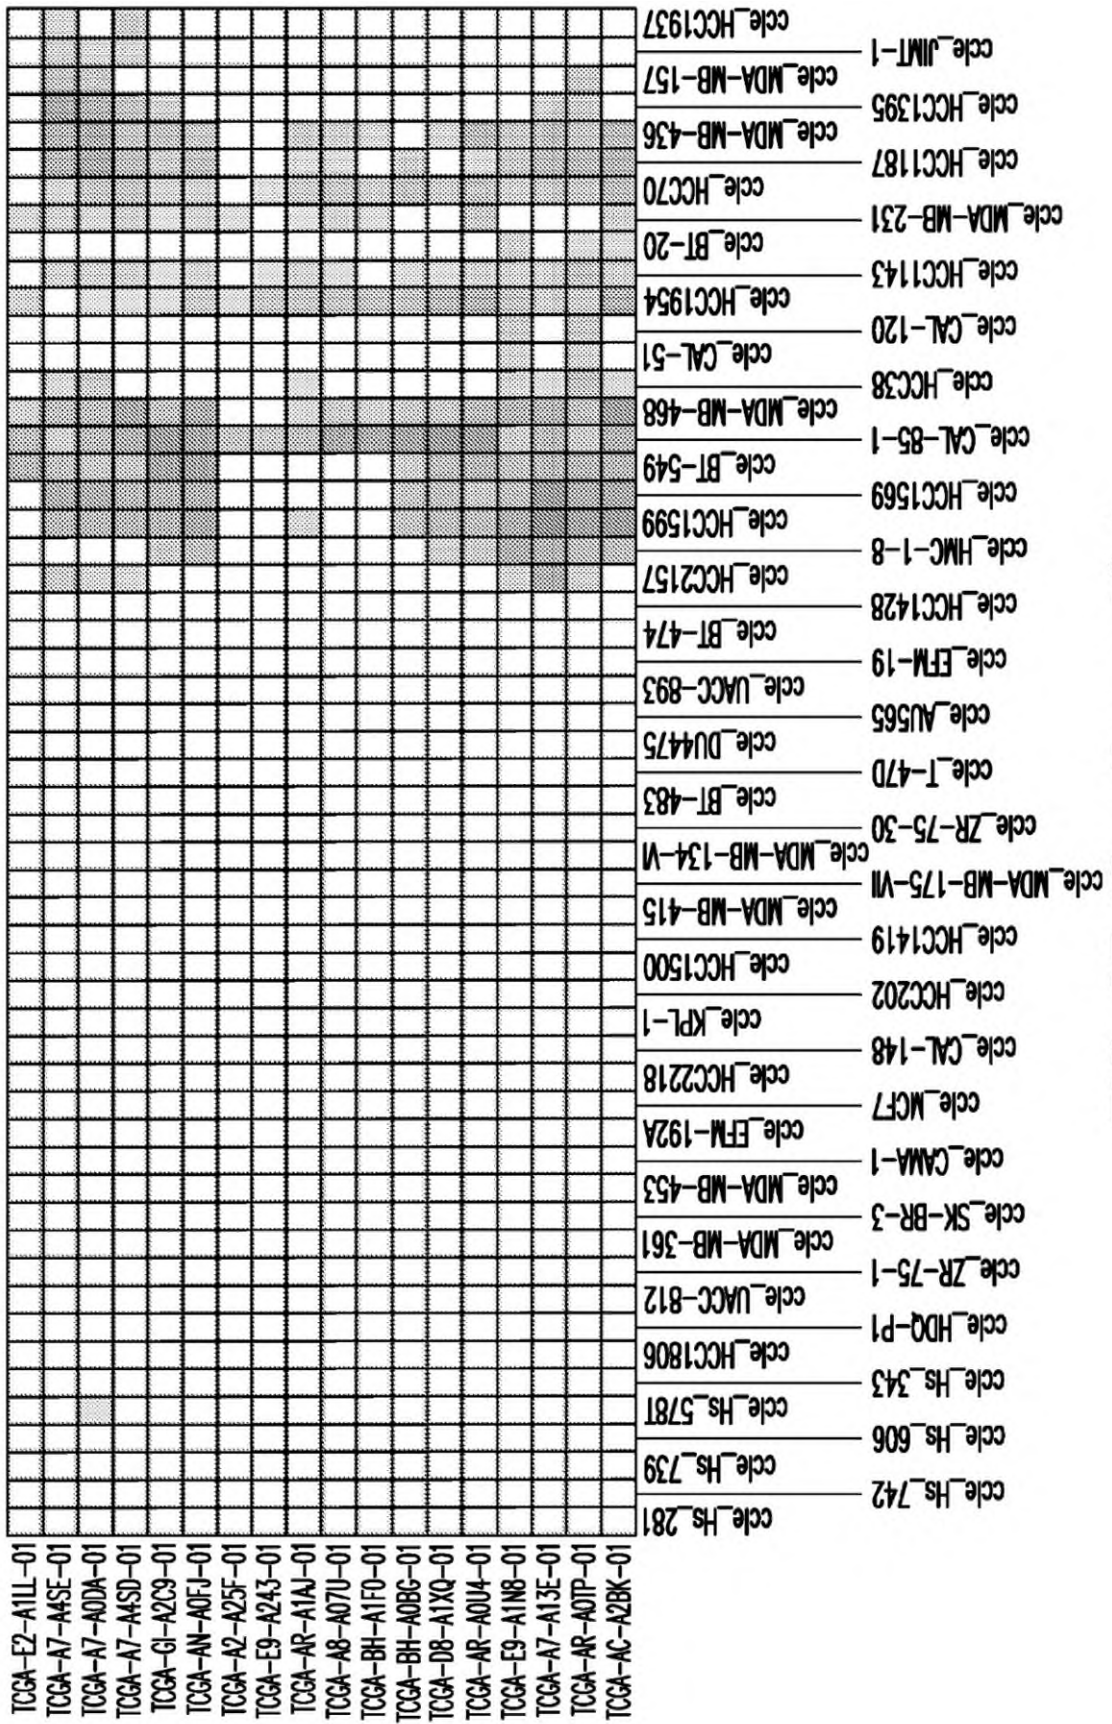 TCGA-E2-A1LL-01
TCGA-A7-A4SE-01
TCGA-A7-A0DA-01
TCGA-A7-A4SD-01
TCGA-GI-A2C9-01
TCGA-AN-A0FJ-01
TCGA-A2-A25F-01
TCGA-E9-A243-01
TCGA-AR-A1AJ-01
TCGA-A8-A07U-01
TCGA-BH-A1F0-01
TCGA-BH-A0BG-01
TCGA-D8-A1XQ-01
TCGA-AR-A0U4-01
TCGA-E9-A1N8-01
TCGA-A7-A13E-01
TCGA-AR-A0TP-01
TCGA-AC-A2BK-01
ccle_HCC1937
ccle_JIMT-1
ccle_MDA-MB-157
ccle_HCC1395
ccle_MDA-MB-436
ccle_HCC1187
ccle_HCC70
ccle_MDA-MB-231
ccle_BT-20
ccle_HCC1143
ccle_HCC1954
ccle_CAL-120
ccle_CAL-51
ccle_HCC38
ccle_MDA-MB-468
ccle_CAL-85-1
ccle_BT-549
ccle_HCC1569
ccle_HCC1599
ccle_HMC-1-8
ccle_HCC2157
ccle_HCC1428
ccle_BT-474
ccle_EFM-19
ccle_UACC-893
ccle_AU565
ccle_DU4475
ccle_T-47D
ccle_BT-483
ccle_ZR-75-30
ccle_MDA-MB-134-VI
ccle_MDA-MB-175-VII
ccle_MDA-MB-415
ccle_HCC1419
ccle_HCC1500
ccle_HCC202
ccle_KPL-1
ccle_CAL-148
ccle_HCC2218
ccle_MCF7
ccle_EFM-192A
ccle_CAMA-1
ccle_MDA-MB-453
ccle_SK-BR-3
ccle_MDA-MB-361
ccle_ZR-75-1
ccle_UACC-812
ccle_HDQ-P1
ccle_HCC1806
ccle_Hs_343
ccle_Hs_578T
ccle_Hs_606
ccle_Hs_739
ccle_Hs_742
ccle_Hs_281